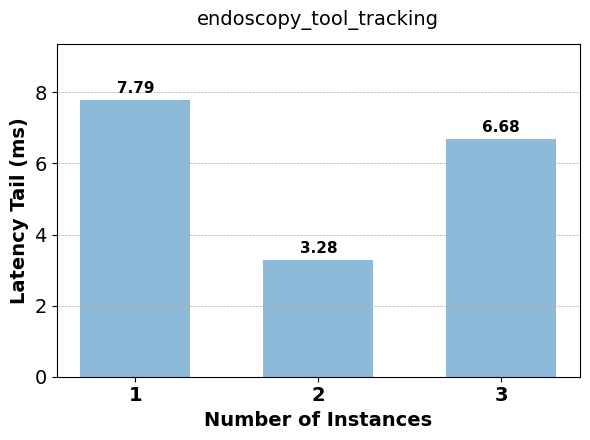 endoscopy_tool_tracking
Latency Tail (ms)
8
6
4
2
0
7.79
3.28
6.68
1 2 3
Number of Instances